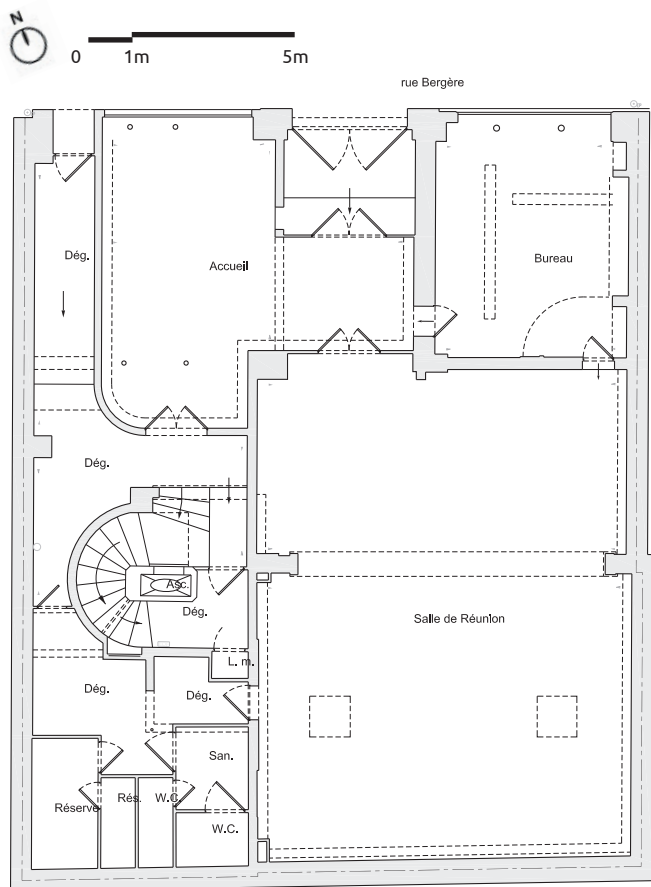 N
0 1m 5m
rue Bergère
Dég.
Accueil
Bureau
Dég.
Asc.
Dég.
Salle de Réunion
L. m.
Dég.
Dég.
San.
Réserve
Rés.
W.C.
W.C.